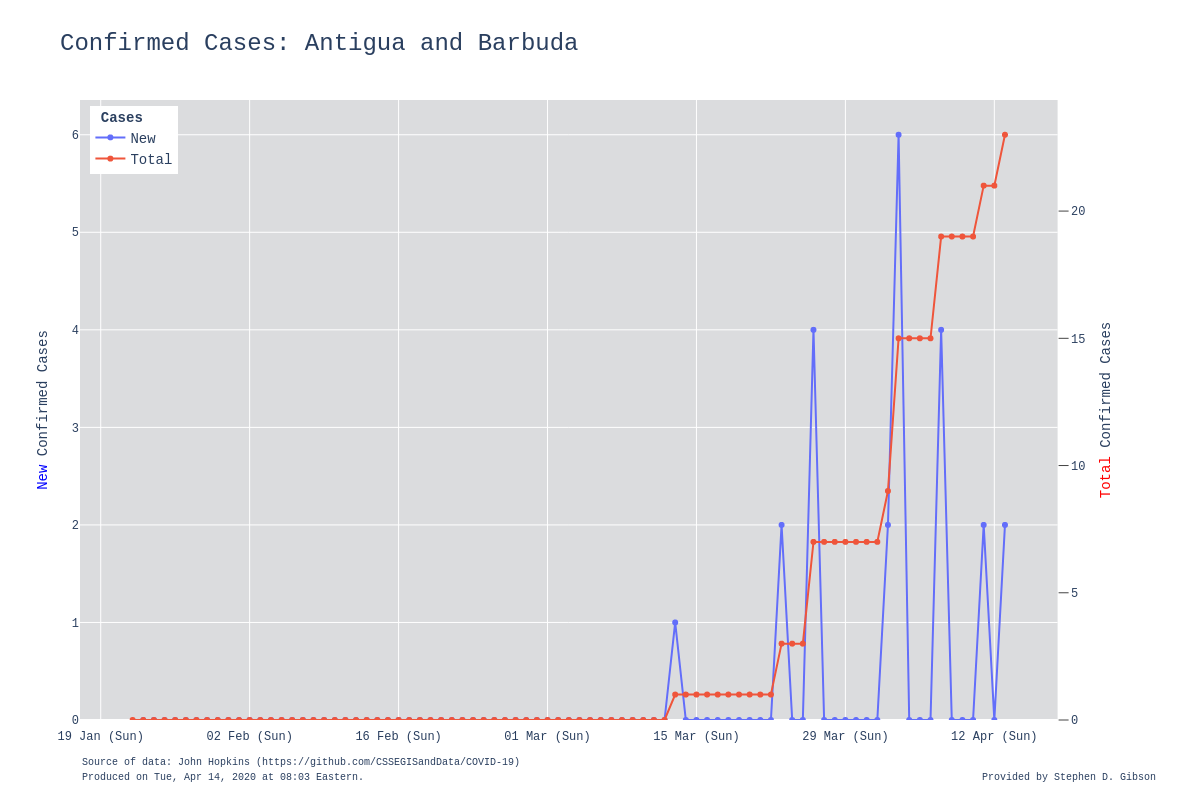 Confirmed Cases: Antigua and Barbuda
Cases
New
Total
6
5
4
3
2
1
0
New Confirmed Cases
20
15
10
5
0
Total Confirmed Cases
19 Jan (Sun)
02 Feb (Sun)
16 Feb (Sun)
01 Mar (Sun)
15 Mar (Sun)
29 Mar (Sun)
12 Apr (Sun)
Source of data: John Hopkins (https://github.com/CSSEGISandData/COVID-19)
Produced on Tue, Apr 14, 2020 at 08:03 Eastern.
Provided by Stephen D. Gibson